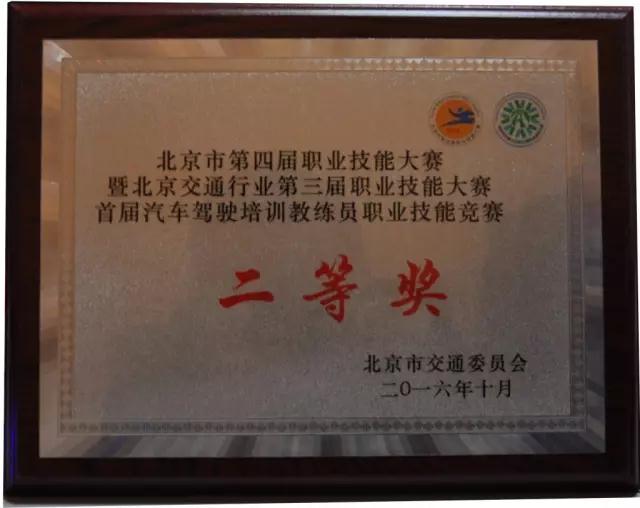 北京市第四届职业技能大赛
暨北京交通行业第三届职业技能大赛
首届汽车驾驶培训教练员职业技能竞赛
二等奖
北京市交通委员会
二〇一六年十月